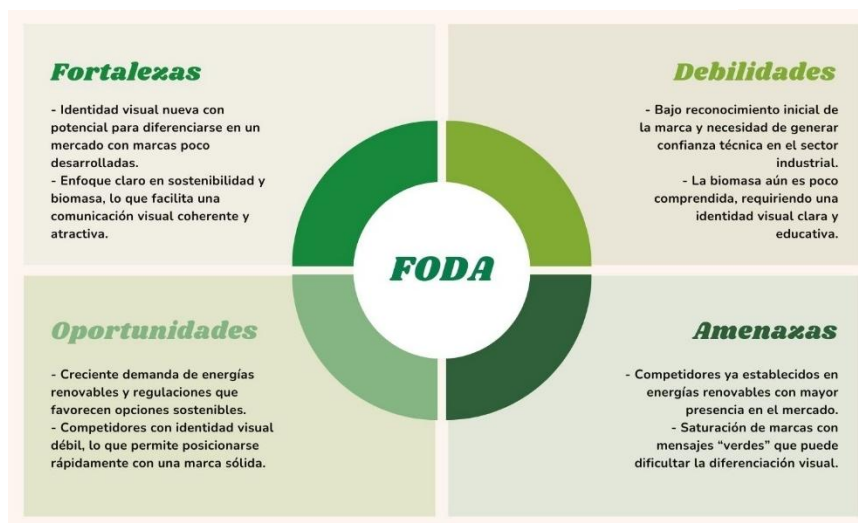 Fortalezas
- Identidad visual nueva con
potencial para diferenciarse en un
mercado con marcas poco
desarrolladas.
- Enfoque claro en sostenibilidad y
biomasa, lo que facilita una
comunicación visual coherente y
atractiva.
Debilidades
- Bajo reconocimiento inicial de
la marca y necesidad de generar
confianza técnica en el sector
industrial.
- La biomasa aún es poco
comprendida, requiriendo una
identidad visual clara y
educativa.
FODA
Oportunidades
- Creciente demanda de energías
renovables y regulaciones que
favorecen opciones sostenibles.
- Competidores con identidad visual
débil, lo que permite posicionarse
rápidamente con una marca sólida.
Amenazas
- Competidores ya establecidos en
energías renovables con mayor
presencia en el mercado.
- Saturación de marcas con
mensajes “verdes” que puede
dificultar la diferenciación visual.